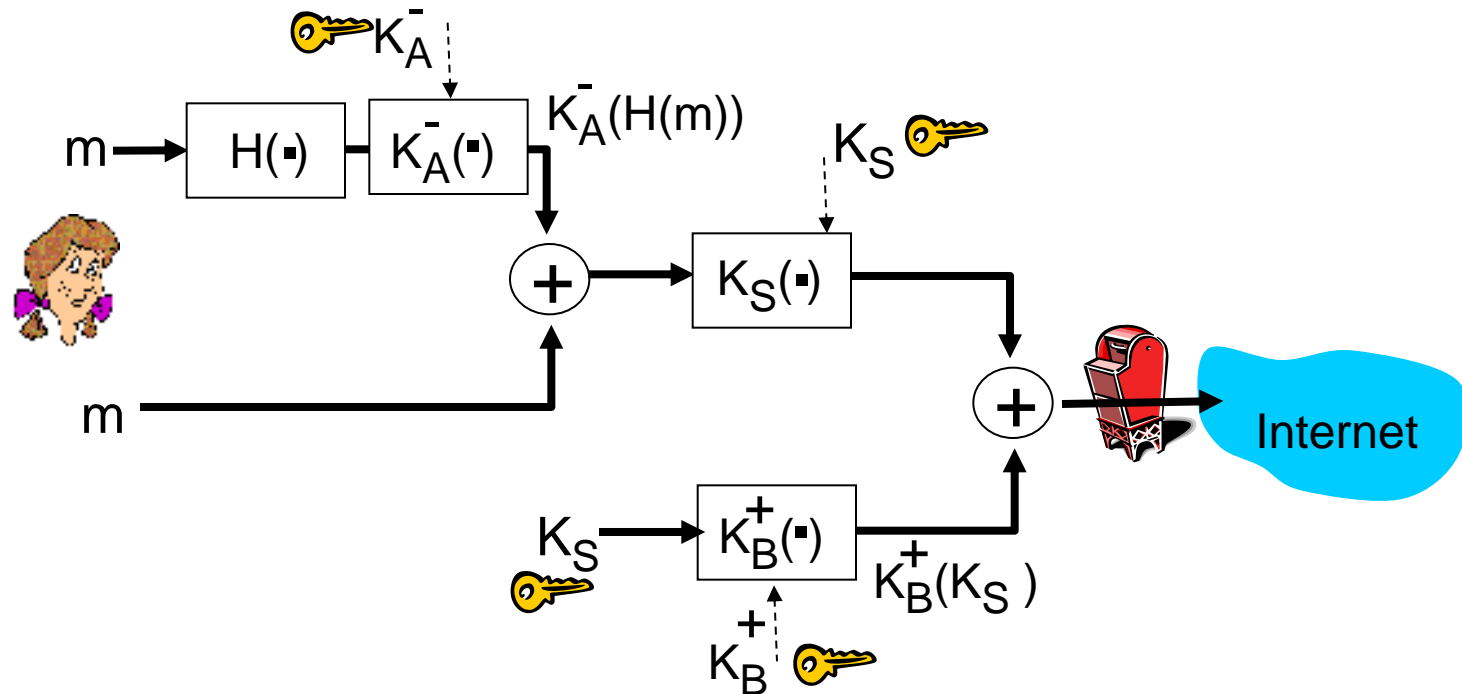 K_A^-
m
H(▪)
K_A^-(▪)
K_A^-(H(m))
K_S
+
K_S(▪)
m
+
Internet
K_S
K_B^+(▪)
K_B^+(K_S )
K_B^+